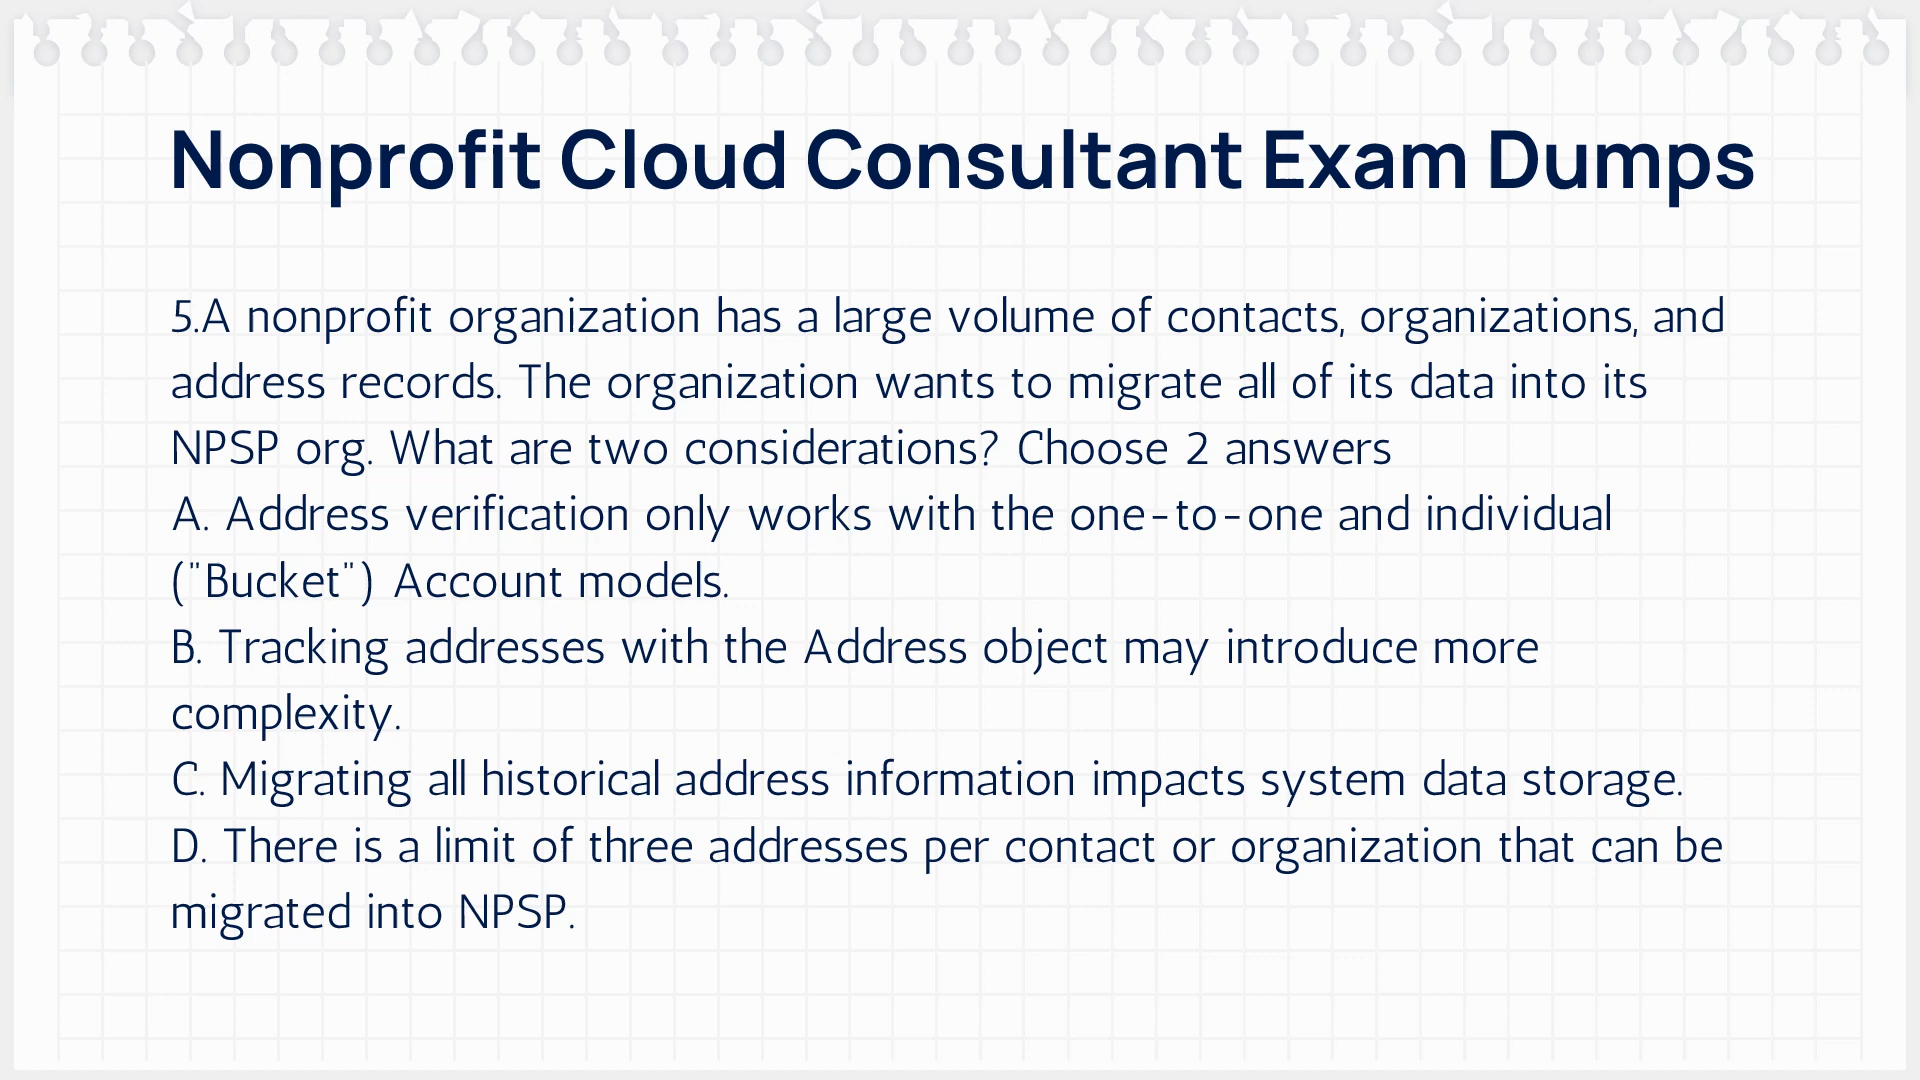 Nonprofit Cloud Consultant Exam Dumps
5.A nonprofit organization has a large volume of contacts, organizations, and
address records. The organization wants to migrate all of its data into its
NPSP org. What are two considerations? Choose 2 answers
A. Address verification only works with the one-to-one and individual
("Bucket") Account models.
B. Tracking addresses with the Address object may introduce more
complexity.
C. Migrating all historical address information impacts system data storage.
D. There is a limit of three addresses per contact or organization that can be
migrated into NPSP.